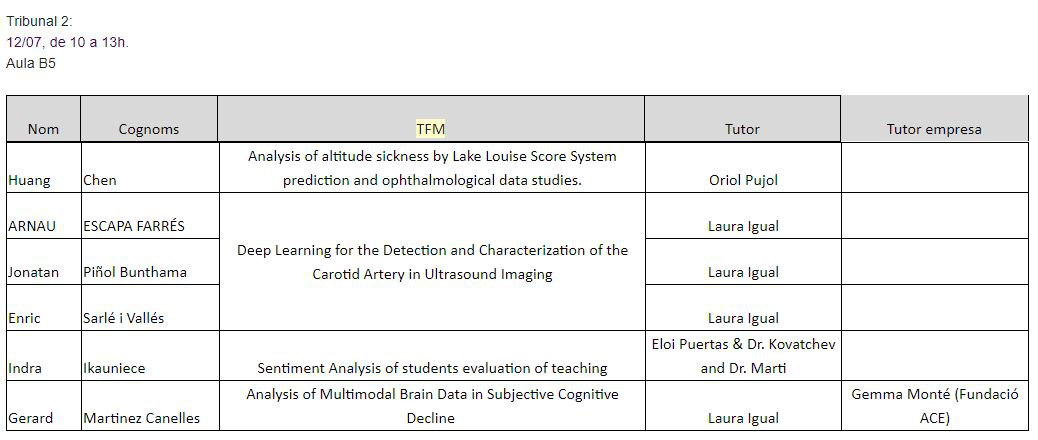 Tribunal 2:
12/07, de 10 a 13h.
Aula B5
Nom Cognoms TFM Tutor Tutor empresa
Analysis of altitude sickness by Lake Louise Score System
Huang Chen prediction and ophthalmological data studies. Oriol Pujol
ARNAU ESCAPA FARRÉS Laura Igual
Deep Learning for the Detection and Characterization of the
Jonatan Piñol Bunthama Carotid Artery in Ultrasound Imaging Laura Igual
Enric Sarlé i Vallés Laura Igual
Eloi Puertas & Dr. Kovatchev
Indra Ikauniece Sentiment Analysis of students evaluation of teaching and Dr. Marti
Analysis of Multimodal Brain Data in Subjective Cognitive Gemma Monté (Fundació
Gerard Martinez Canelles Decline Laura Igual ACE)